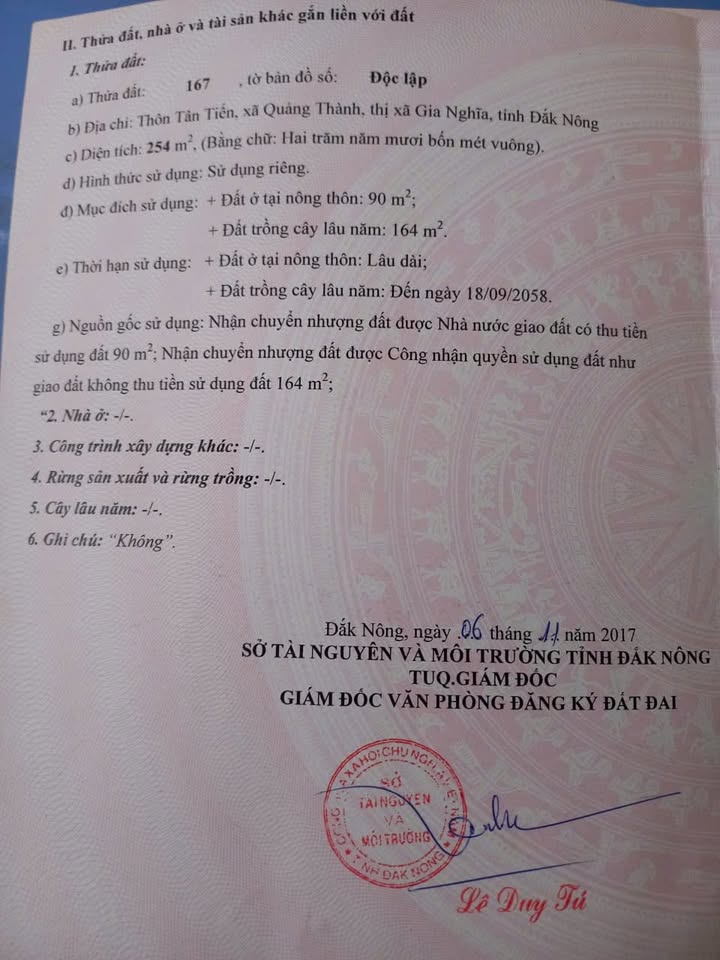 II. Thửa đất, nhà ở và tài sản khác gắn liền với đất
1. Thửa đất:
a) Thửa đất: 167 , tờ bản đồ số: Độc lập
b) Địa chỉ: Thôn Tân Tiến, xã Quảng Thành, thị xã Gia Nghĩa, tỉnh Đắk Nông
c) Diện tích: 254 m², (Bằng chữ: Hai trăm năm mươi bốn mét vuông).
d) Hình thức sử dụng: Sử dụng riêng.
đ) Mục đích sử dụng: + Đất ở tại nông thôn: 90 m²;
+ Đất trồng cây lâu năm: 164 m².
e) Thời hạn sử dụng: + Đất ở tại nông thôn: Lâu dài;
+ Đất trồng cây lâu năm: Đến ngày 18/09/2058.
g) Nguồn gốc sử dụng: Nhận chuyển nhượng đất được Nhà nước giao đất có thu tiền
sử dụng đất 90 m²; Nhận chuyển nhượng đất được Công nhận quyền sử dụng đất như
giao đất không thu tiền sử dụng đất 164 m²;
“2. Nhà ở: -/-.
3. Công trình xây dựng khác: -/-.
4. Rừng sản xuất và rừng trồng: -/-.
5. Cây lâu năm: -/-.
6. Ghi chú: “Không”.
Đắk Nông, ngày .06 tháng 11 năm 2017
SỞ TÀI NGUYÊN VÀ MÔI TRƯỜNG TỈNH ĐẮK NÔNG
TUQ.GIÁM ĐỐC
GIÁM ĐỐC VĂN PHÒNG ĐĂNG KÝ ĐẤT ĐAI
SỞ
TÀI NGUYÊN
VÀ
MÔI TRƯỜNG
TỈNH ĐẮK NÔNG
Lê Duy Tú